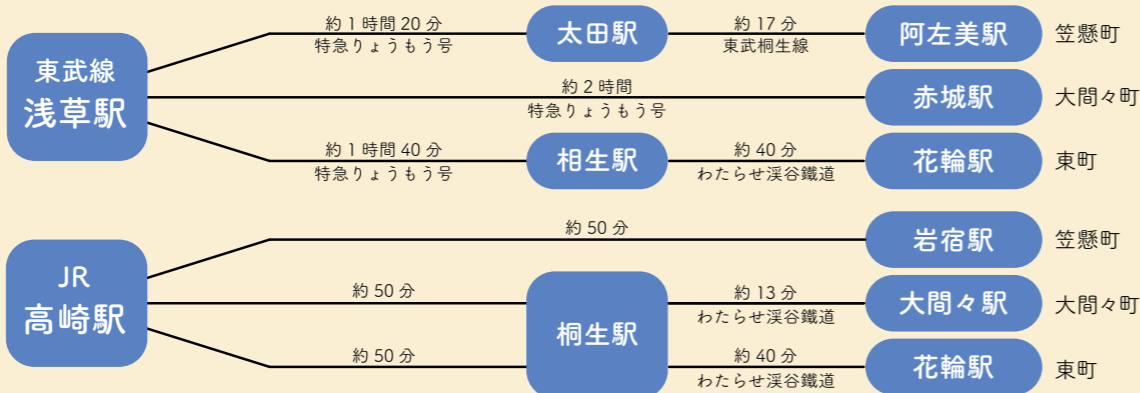 東武線
浅草駅
約1時間20分
特急りょうもう号
太田駅
約17分
東武桐生線
阿左美駅
笠懸町
約2時間
特急りょうもう号
赤城駅
大間々町
約1時間40分
特急りょうもう号
相生駅
約40分
わたらせ渓谷鐵道
花輪駅
東町
JR
高崎駅
約50分
岩宿駅
笠懸町
約50分
桐生駅
約13分
わたらせ渓谷鐵道
大間々駅
大間々町
約50分
約40分
わたらせ渓谷鐵道
花輪駅
東町